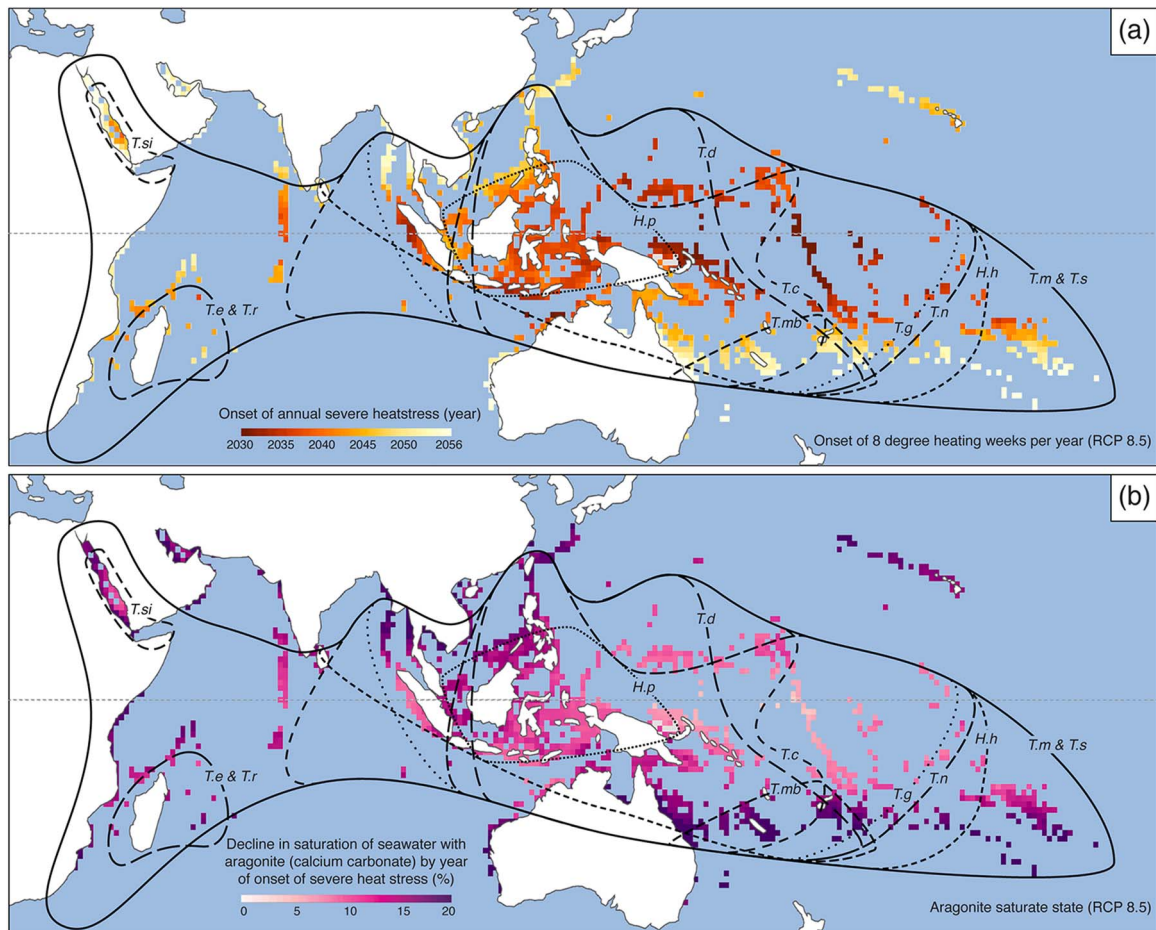 (a)
T.si
T.d
H.p
H.h
T.m & T.s
T.c
T.n
T.e & T.r
T.mb
T.g
Onset of annual severe heatstress (year)
2030 2035 2040 2045 2050 2056
Onset of 8 degree heating weeks per year (RCP 8.5)
(b)
T.si
T.d
H.p
H.h
T.m & T.s
T.c
T.n
T.e & T.r
T.mb
T.g
Decline in saturation of seawater with
aragonite (calcium carbonate) by year
of onset of severe heat stress (%)
0 5 10 15 20
Aragonite saturate state (RCP 8.5)